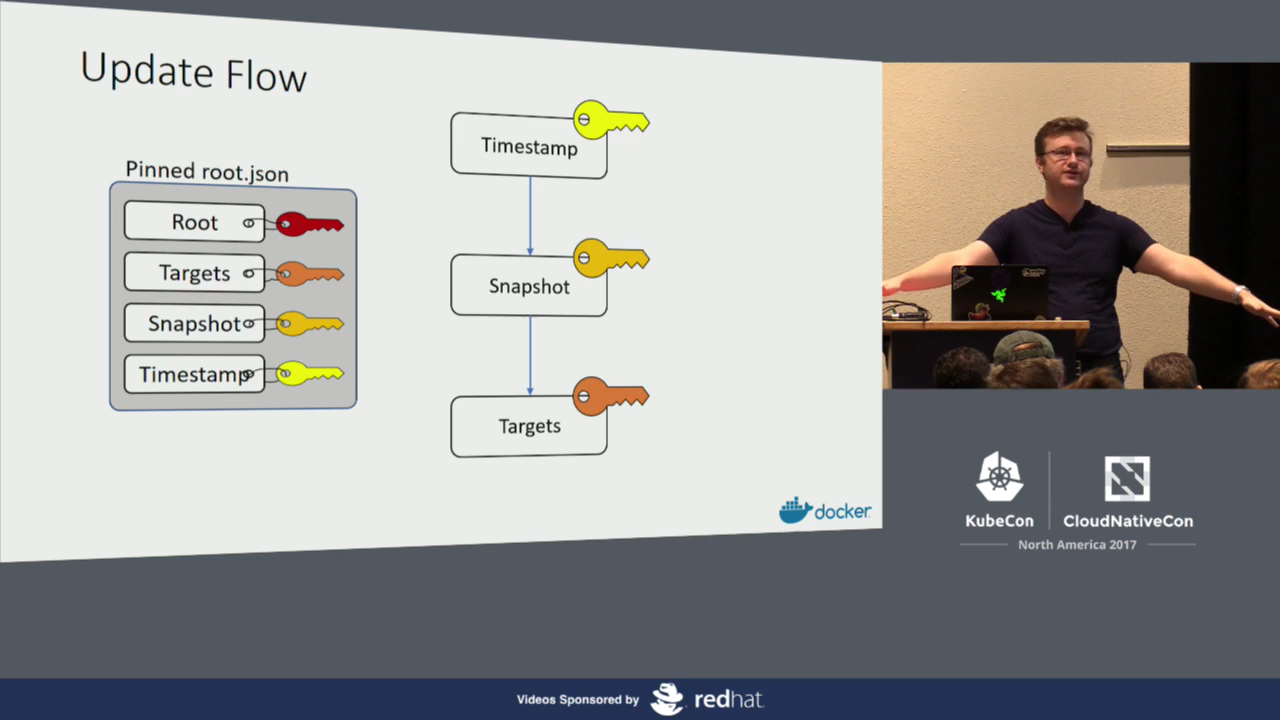 Update Flow
Pinned root.json
Root
Targets
Snapshot
Timestamp
Timestamp
Snapshot
Targets
docker
KubeCon
CloudNativeCon
North America 2017
Videos Sponsored by
redhat.